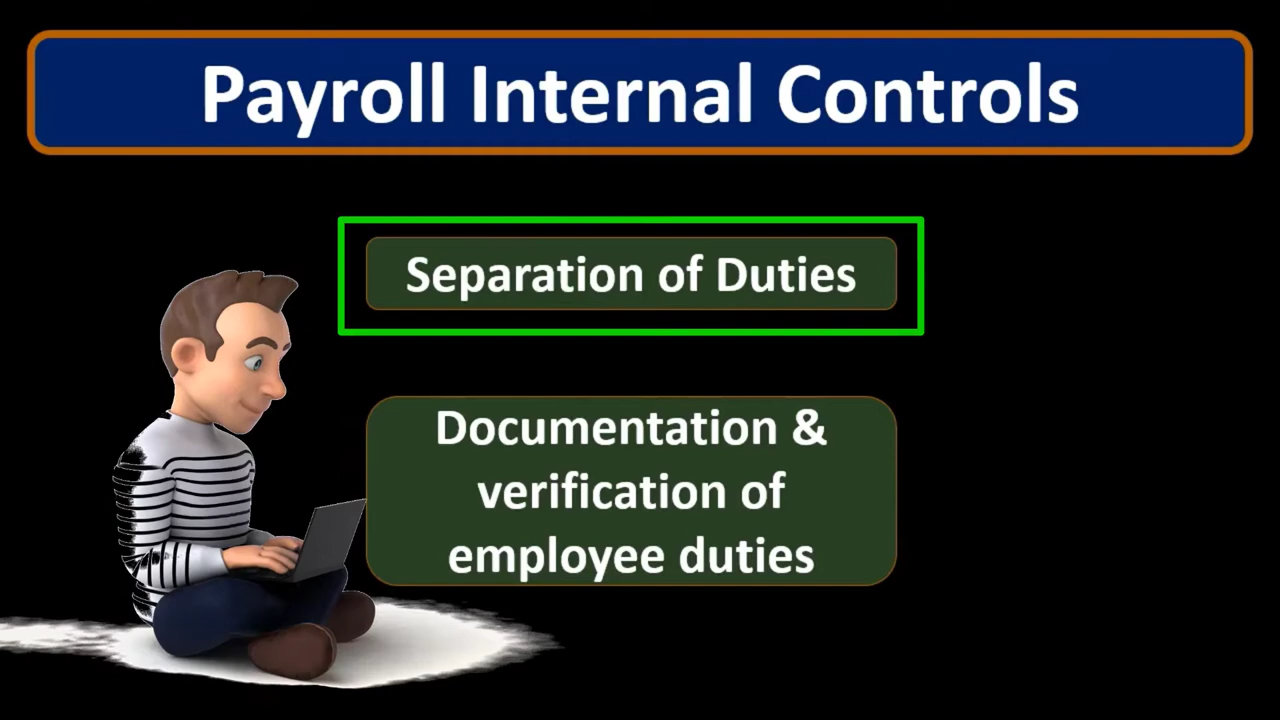 Payroll Internal Controls
Separation of Duties
Documentation &
verification of
employee duties